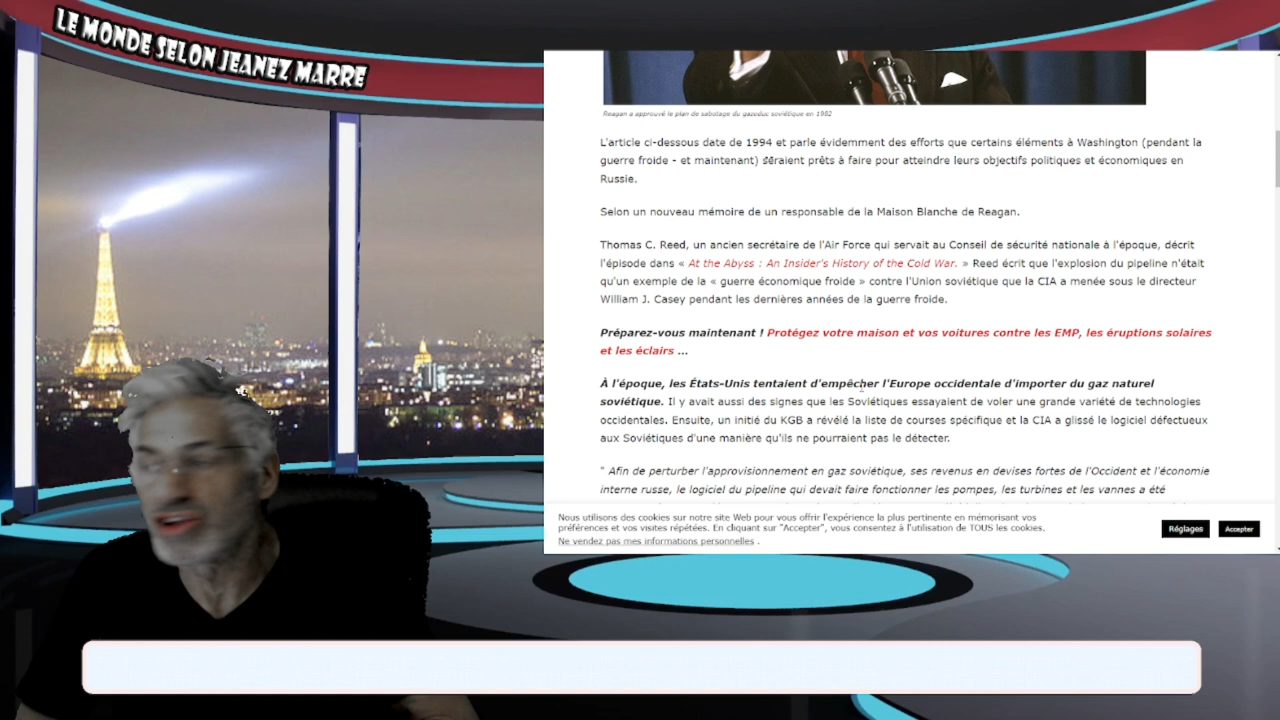 LE MONDE SELON JEANEZ MARRE
Reagan a approuvé le plan de sabotage du gazoduc soviétique en 1982
L'article ci-dessous date de 1994 et parle évidemment des efforts que certains éléments à Washington (pendant la
guerre froide - et maintenant) seraient prêts à faire pour atteindre leurs objectifs politiques et économiques en
Russie.
Selon un nouveau mémoire de un responsable de la Maison Blanche de Reagan.
Thomas C. Reed, un ancien secrétaire de l'Air Force qui servait au Conseil de sécurité nationale à l'époque, décrit
l'épisode dans « At the Abyss : An Insider's History of the Cold War. » Reed écrit que l'explosion du pipeline n'était
qu'un exemple de la « guerre économique froide » contre l'Union soviétique que la CIA a menée sous le directeur
William J. Casey pendant les dernières années de la guerre froide.
Préparez-vous maintenant ! Protégez votre maison et vos voitures contre les EMP, les éruptions solaires
et les éclairs ...
À l'époque, les États-Unis tentaient d'empêcher l'Europe occidentale d'importer du gaz naturel
soviétique. Il y avait aussi des signes que les Soviétiques essayaient de voler une grande variété de technologies
occidentales. Ensuite, un initié du KGB a révélé la liste de courses spécifique et la CIA a glissé le logiciel défectueux
aux Soviétiques d'une manière qu'ils ne pourraient pas le détecter.
" Afin de perturber l'approvisionnement en gaz soviétique, ses revenus en devises fortes de l'Occident et l'économie
interne russe, le logiciel du pipeline qui devait faire fonctionner les pompes, les turbines et les vannes a été
Nous utilisons des cookies sur notre site Web pour vous offrir l'expérience la plus pertinente en mémorisant vos
préférences et vos visites répétées. En cliquant sur "Accepter", vous consentez à l'utilisation de TOUS les cookies.
Ne vendez pas mes informations personnelles .
Réglages
Accepter